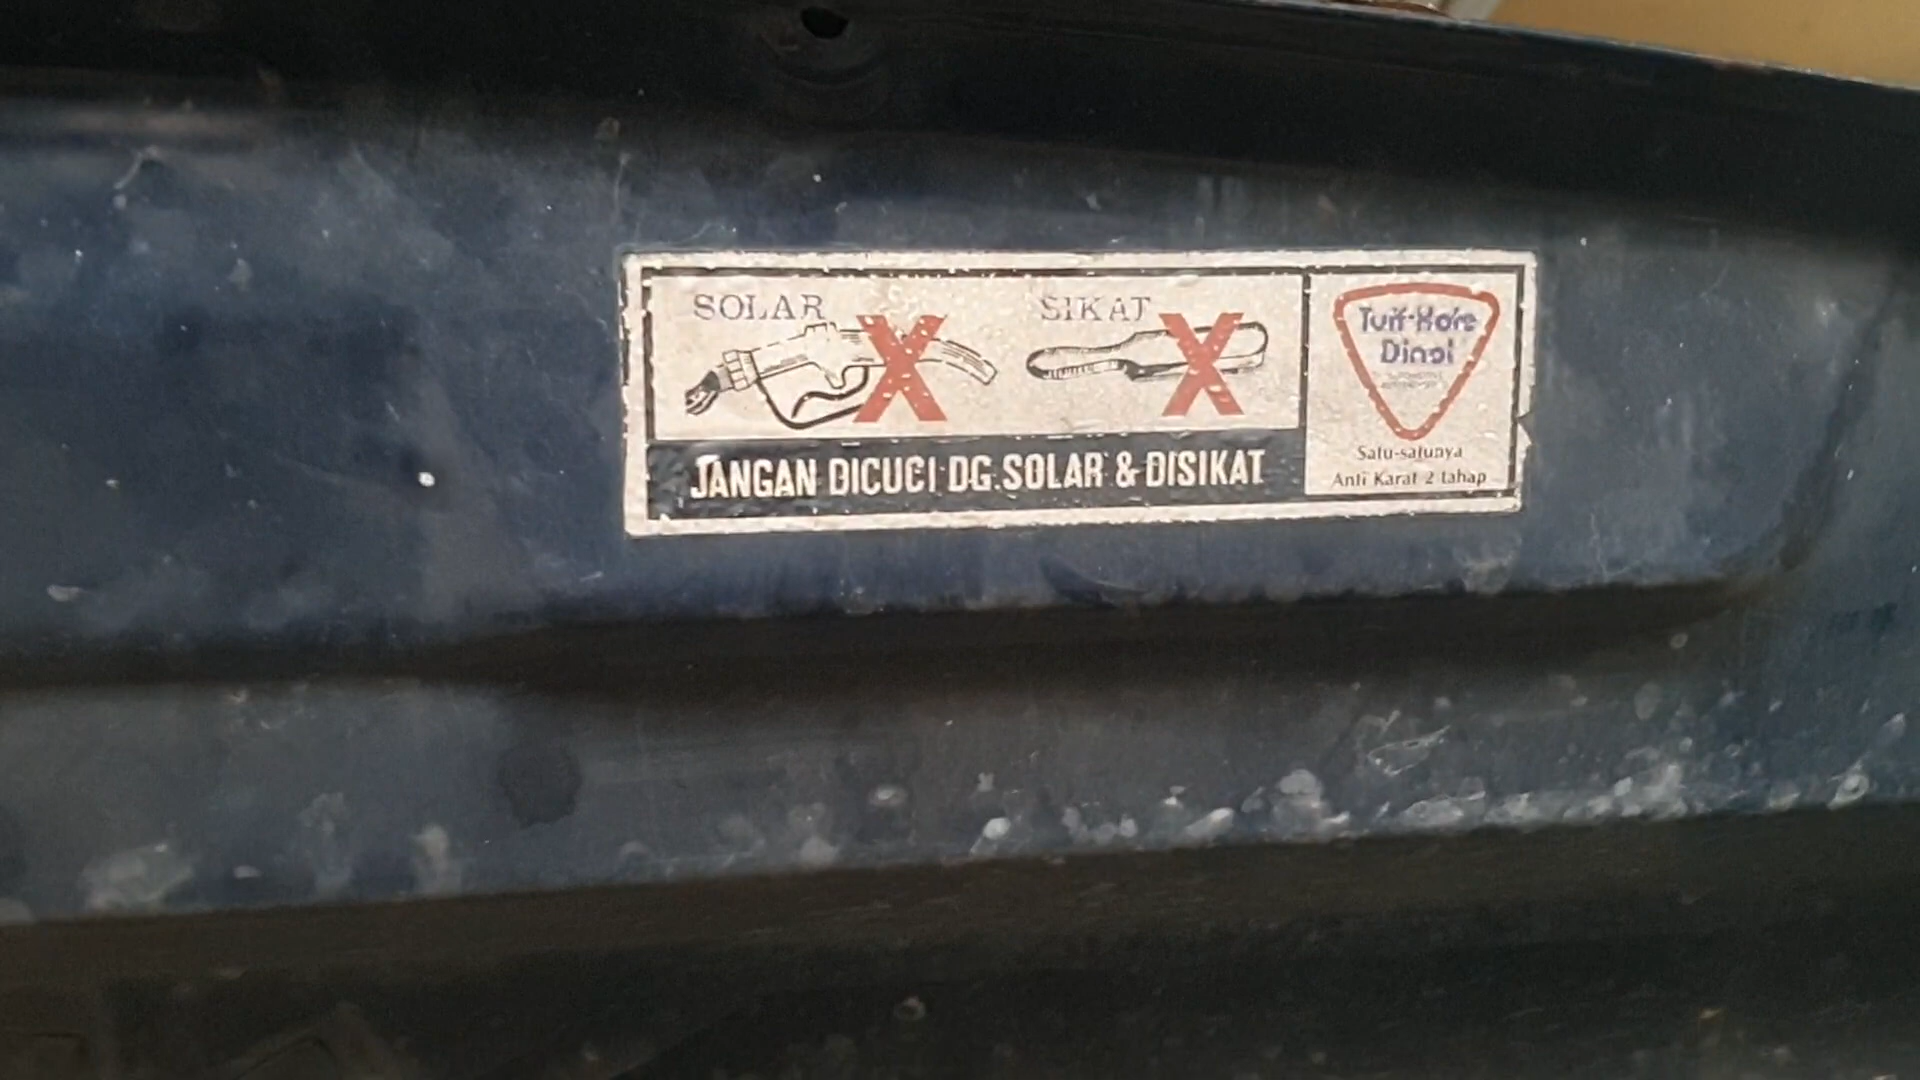 SOLAR
SIKAT
JANGAN DICUCI DG. SOLAR & DISIKAT
Tuff-Kote
Dinol
Satu-satunya
Anti Karat 2 tahap